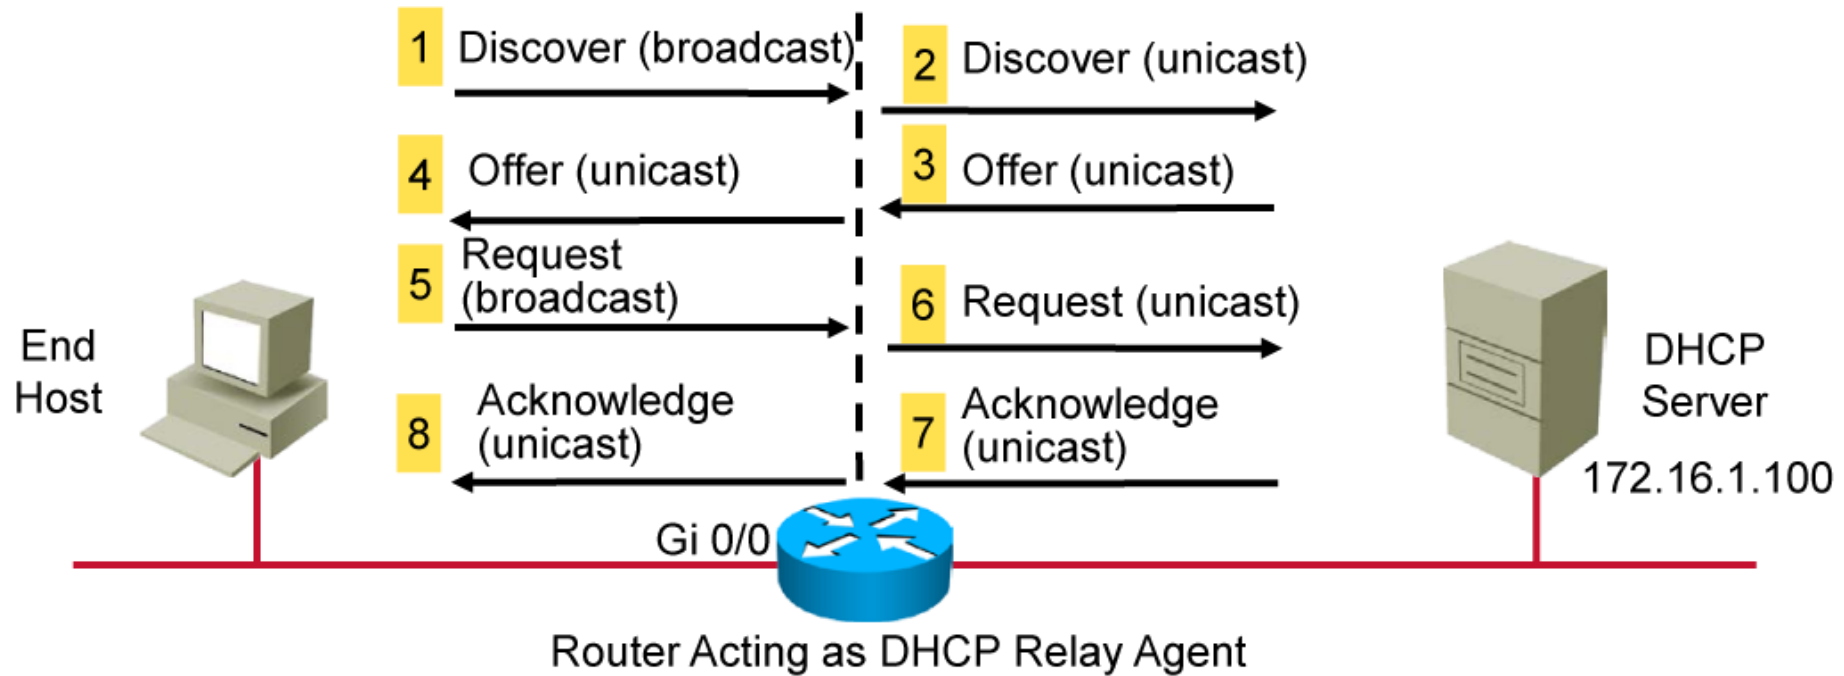 1 Discover (broadcast)
2 Discover (unicast)
3 Offer (unicast)
4 Offer (unicast)
5 Request
(broadcast)
6 Request (unicast)
7 Acknowledge
(unicast)
8 Acknowledge
(unicast)
End
Host
DHCP
Server
172.16.1.100
Gi 0/0
Router Acting as DHCP Relay Agent